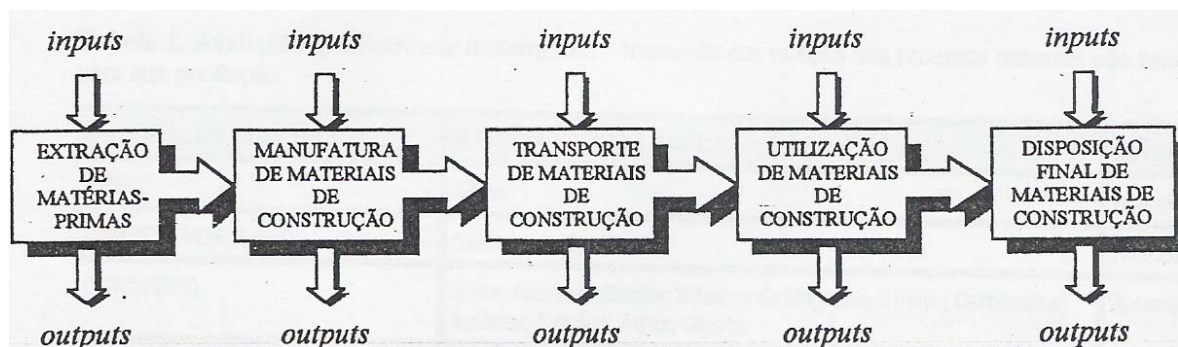 inputs inputs inputs inputs inputs
EXTRAÇÃO
DE
MATÉRIAS-
PRIMAS
MANUFATURA
DE MATERIAIS
DE
CONSTRUÇÃO
TRANSPORTE
DE MATERIAIS
DE
CONSTRUÇÃO
UTILIZAÇÃO
DE MATERIAIS
DE
CONSTRUÇÃO
DISPOSIÇÃO
FINAL DE
MATERIAIS DE
CONSTRUÇÃO
outputs outputs outputs outputs outputs